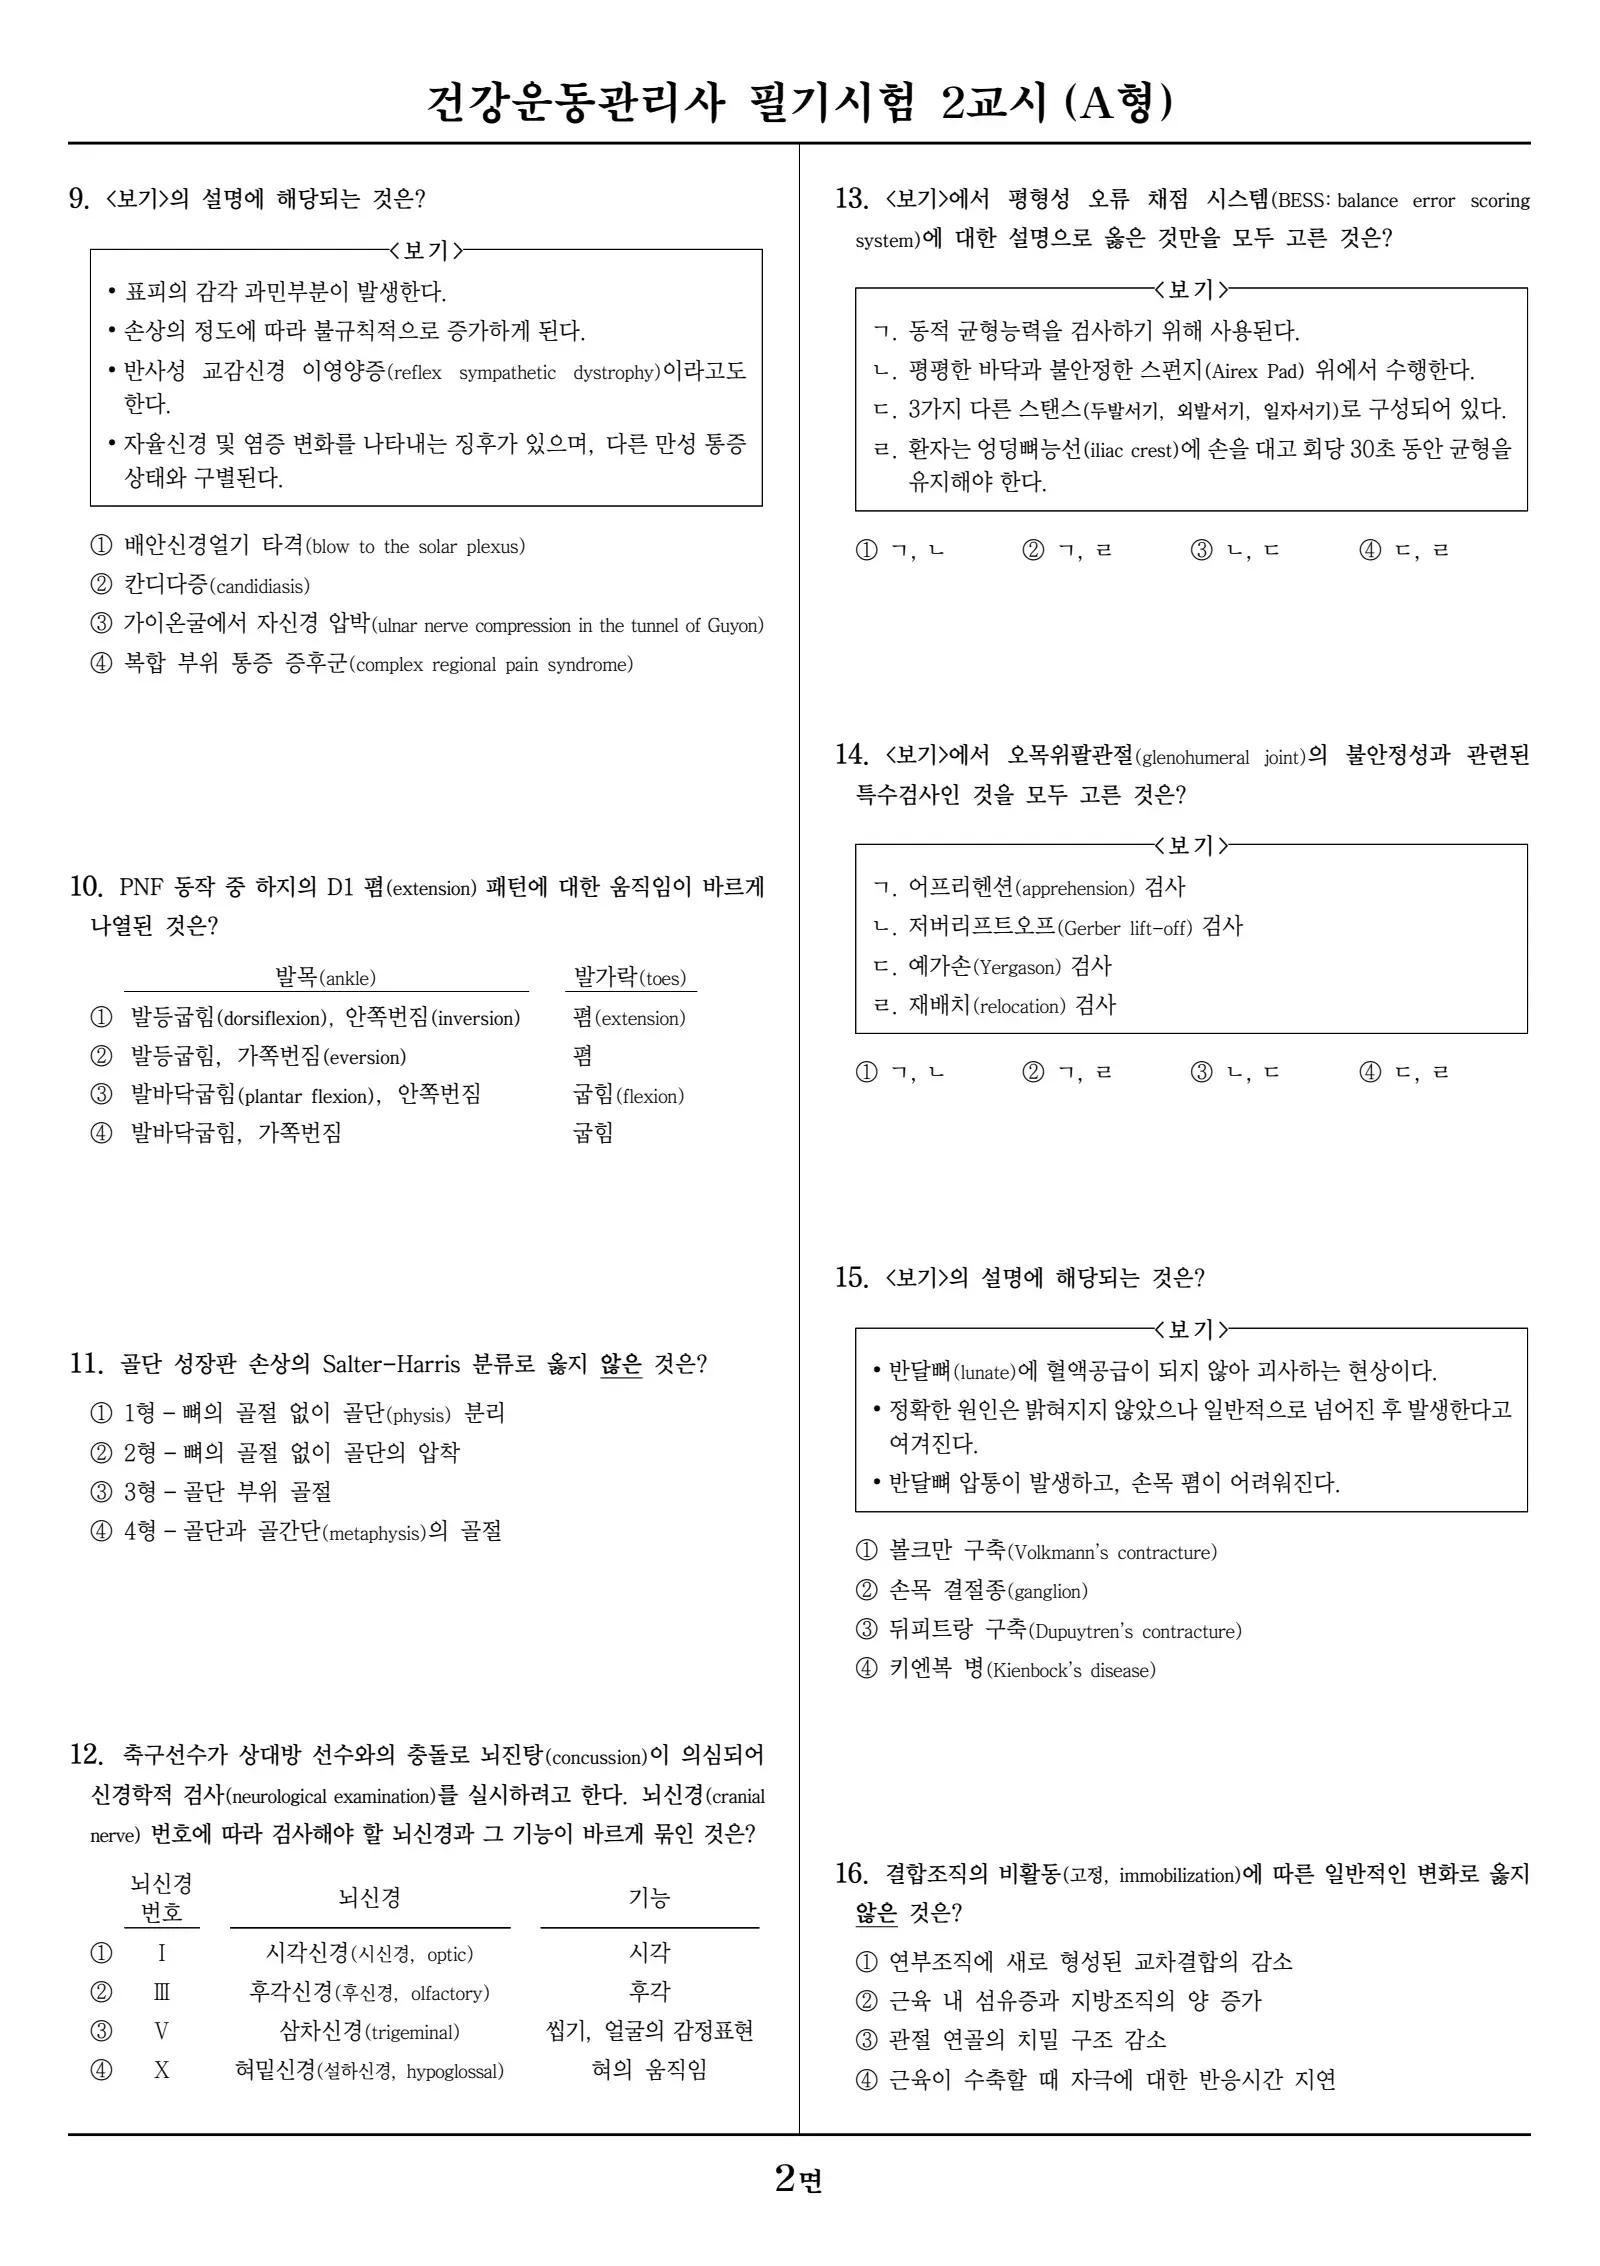 건강운동관리사 필기시험 2교시 (A형)
9. <보기>의 설명에 해당되는 것은?
<보기>
• 표피의 감각 과민부분이 발생한다.
• 손상의 정도에 따라 불규칙적으로 증가하게 된다.
• 반사성 교감신경 이영양증(reflex sympathetic dystrophy)이라고도
한다.
• 자율신경 및 염증 변화를 나타내는 징후가 있으며, 다른 만성 통증
상태와 구별된다.
① 배안신경얼기 타격(blow to the solar plexus)
② 칸디다증(candidiasis)
③ 가이온굴에서 자신경 압박(ulnar nerve compression in the tunnel of Guyon)
④ 복합 부위 통증 증후군(complex regional pain syndrome)
10. PNF 동작 중 하지의 D1 폄(extension) 패턴에 대한 움직임이 바르게
나열된 것은?
발목(ankle) 발가락(toes)
① 발등굽힘(dorsiflexion), 안쪽번짐(inversion) 폄(extension)
② 발등굽힘, 가쪽번짐(eversion) 폄
③ 발바닥굽힘(plantar flexion), 안쪽번짐 굽힘(flexion)
④ 발바닥굽힘, 가쪽번짐 굽힘
11. 골단 성장판 손상의 Salter-Harris 분류로 옳지 않은 것은?
① 1형 – 뼈의 골절 없이 골단(physis) 분리
② 2형 – 뼈의 골절 없이 골단의 압착
③ 3형 – 골단 부위 골절
④ 4형 – 골단과 골간단(metaphysis)의 골절
12. 축구선수가 상대방 선수와의 충돌로 뇌진탕(concussion)이 의심되어
신경학적 검사(neurological examination)를 실시하려고 한다. 뇌신경(cranial
nerve) 번호에 따라 검사해야 할 뇌신경과 그 기능이 바르게 묶인 것은?
뇌신경
번호 뇌신경 기능
① Ⅰ 시각신경(시신경, optic) 시각
② Ⅲ 후각신경(후신경, olfactory) 후각
③ Ⅴ 삼차신경(trigeminal) 씹기, 얼굴의 감정표현
④ Ⅹ 혀밑신경(설하신경, hypoglossal) 혀의 움직임
13. <보기>에서 평형성 오류 채점 시스템(BESS: balance error scoring
system)에 대한 설명으로 옳은 것만을 모두 고른 것은?
<보기>
ㄱ. 동적 균형능력을 검사하기 위해 사용된다.
ㄴ. 평평한 바닥과 불안정한 스펀지(Airex Pad) 위에서 수행한다.
ㄷ. 3가지 다른 스탠스(두발서기, 외발서기, 일자서기)로 구성되어 있다.
ㄹ. 환자는 엉덩뼈능선(iliac crest)에 손을 대고 회당 30초 동안 균형을
유지해야 한다.
① ㄱ, ㄴ ② ㄱ, ㄹ ③ ㄴ, ㄷ ④ ㄷ, ㄹ
14. <보기>에서 오목위팔관절(glenohumeral joint)의 불안정성과 관련된
특수검사인 것을 모두 고른 것은?
<보기>
ㄱ. 어프리헨션(apprehension) 검사
ㄴ. 저버리프트오프(Gerber lift-off) 검사
ㄷ. 예가손(Yergason) 검사
ㄹ. 재배치(relocation) 검사
① ㄱ, ㄴ ② ㄱ, ㄹ ③ ㄴ, ㄷ ④ ㄷ, ㄹ
15. <보기>의 설명에 해당되는 것은?
<보기>
• 반달뼈(lunate)에 혈액공급이 되지 않아 괴사하는 현상이다.
• 정확한 원인은 밝혀지지 않았으나 일반적으로 넘어진 후 발생한다고
여겨진다.
• 반달뼈 압통이 발생하고, 손목 폄이 어려워진다.
① 볼크만 구축(Volkmann's contracture)
② 손목 결절종(ganglion)
③ 뒤피트랑 구축(Dupuytren's contracture)
④ 키엔복 병(Kienbock's disease)
16. 결합조직의 비활동(고정, immobilization)에 따른 일반적인 변화로 옳지
않은 것은?
① 연부조직에 새로 형성된 교차결합의 감소
② 근육 내 섬유증과 지방조직의 양 증가
③ 관절 연골의 치밀 구조 감소
④ 근육이 수축할 때 자극에 대한 반응시간 지연
2면